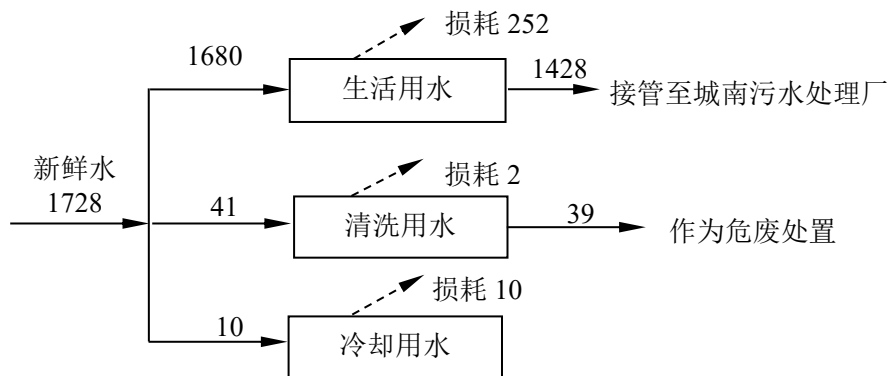 损耗 252
1680
生活用水
1428
接管至城南污水处理厂
新鲜水
1728
损耗 2
41
清洗用水
39
作为危废处置
损耗 10
10
冷却用水